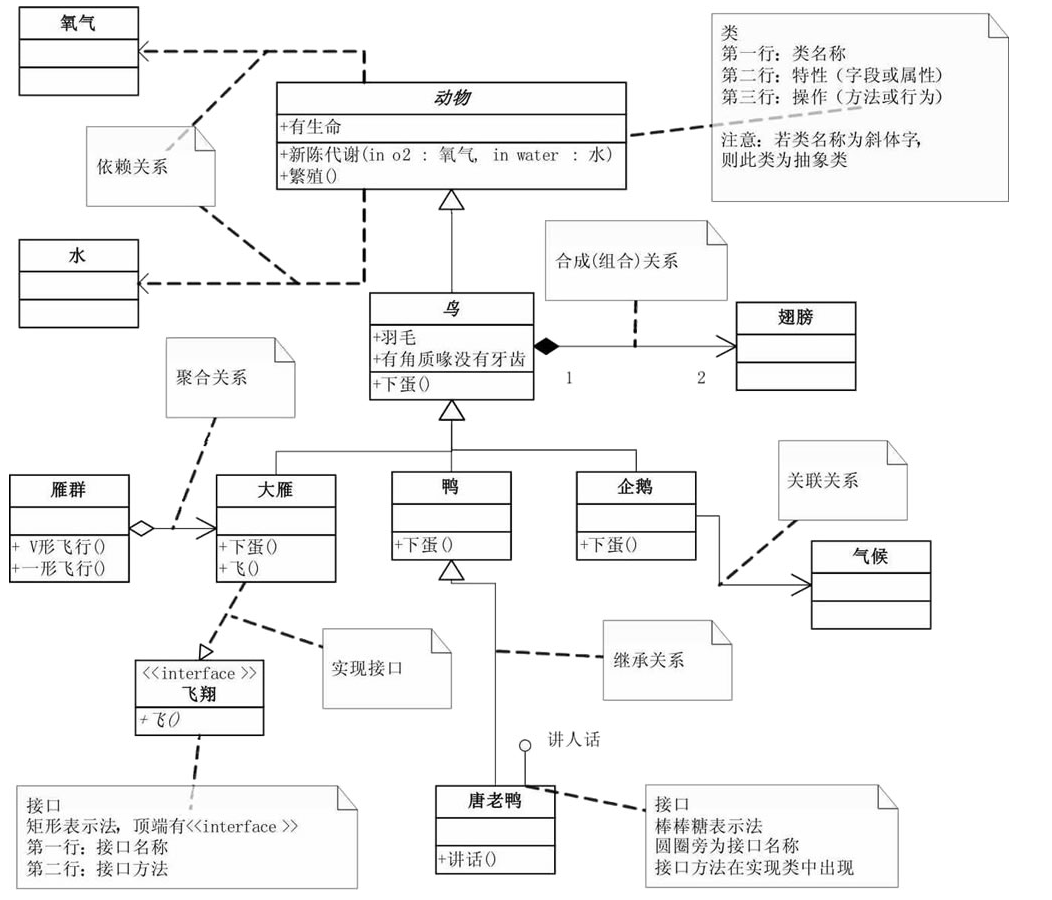 氧气
类
第一行：类名称
第二行：特性（字段或属性）
第三行：操作（方法或行为）
注意：若类名称为斜体字，
则此类为抽象类
动物
+有生命
+新陈代谢(in o2 : 氧气, in water : 水)
+繁殖()
依赖关系
水
合成(组合)关系
鸟
+羽毛
+有角质喙没有牙齿
+下蛋()
1
2
翅膀
聚合关系
雁群
+ V形飞行()
+一形飞行()
大雁
+下蛋()
+飞()
鸭
+下蛋()
企鹅
+下蛋()
关联关系
气候
实现接口
继承关系
<<interface >>
飞翔
+飞()
讲人话
唐老鸭
+讲话()
接口
矩形表示法，顶端有<<interface >>
第一行：接口名称
第二行：接口方法
接口
棒棒糖表示法
圆圈旁为接口名称
接口方法在实现类中出现